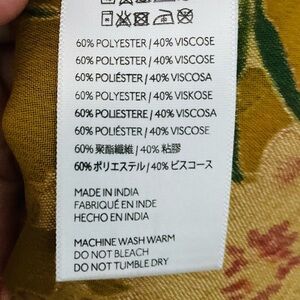 60% POLYESTER / 40% VISCOSE
60% POLYESTER / 40% VISCOSE
60% POLIÉSTER / 40% VISCOSA
60% POLYESTER / 40% VISKOSE
60% POLIESTERE / 40% VISCOSA
60% POLYESTER / 40% VISCOSE
60% 聚酯纖維 / 40% 粘膠
60% ポリエステル / 40% ビスコース
MADE IN INDIA
FABRIQUÉ EN INDE
HECHO EN INDIA
MACHINE WASH WARM
DO NOT BLEACH
DO NOT TUMBLE DRY